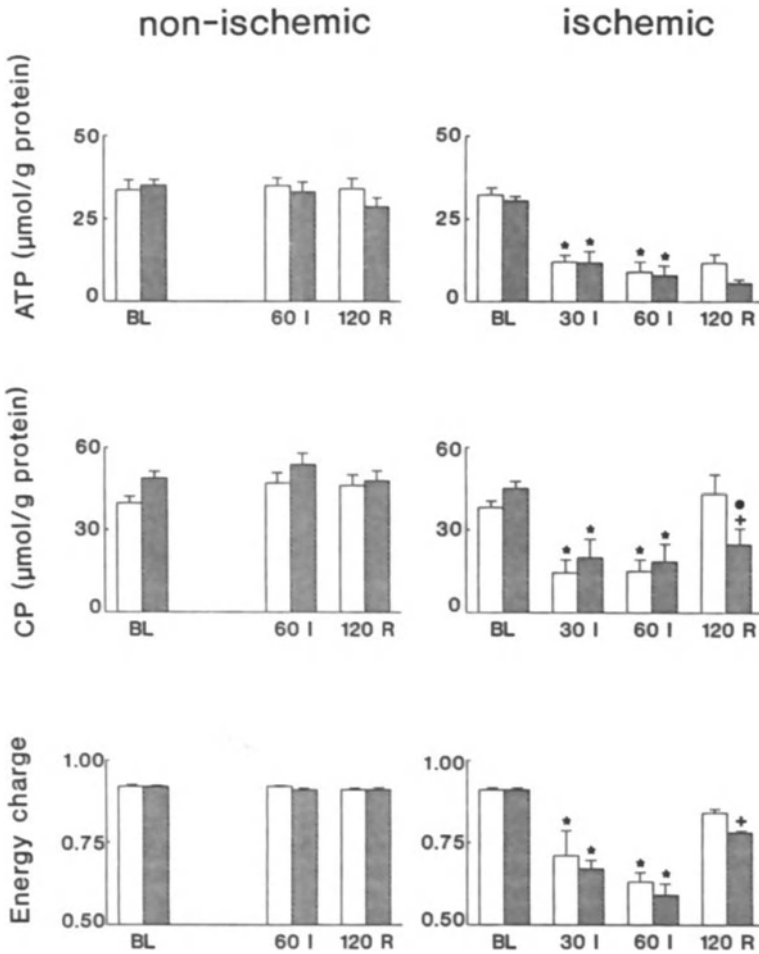 non-ischemic
ischemic
ATP (µmol/g protein)
50
25
0
BL
60 I
120 R
50
25
0
* *
* *
BL
30 I
60 I
120 R
CP (µmol/g protein)
60
30
0
BL
60 I
120 R
60
30
0
* *
* *
●
+
BL
30 I
60 I
120 R
Energy charge
1.00
0.75
0.50
BL
60 I
120 R
1.00
0.75
0.50
* *
* *
+
BL
30 I
60 I
120 R